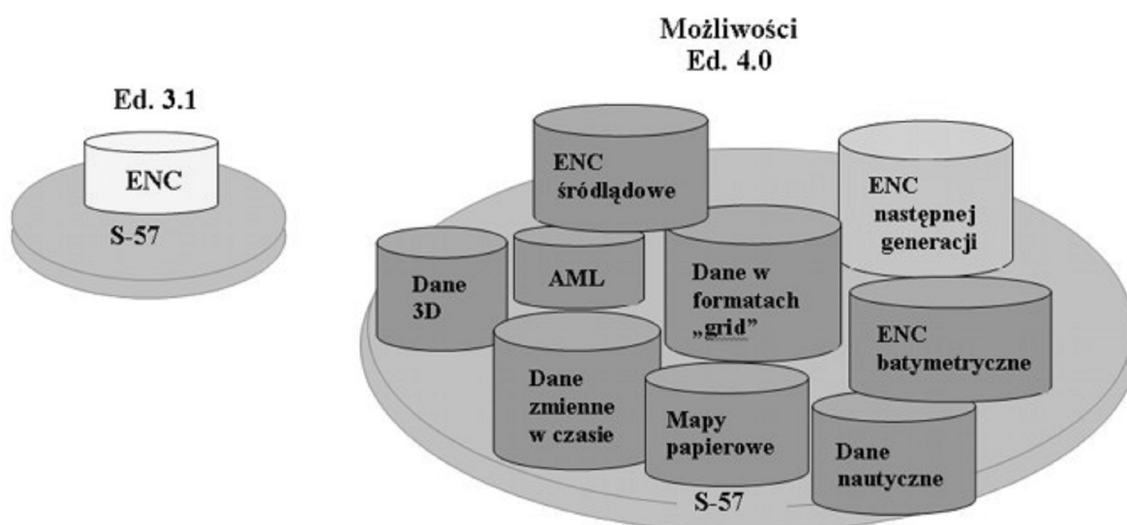 Ed. 3.1
ENC
S-57
Możliwości
Ed. 4.0
ENC
śródlądowe
ENC
następnej
generacji
Dane
3D
AML
Dane w
formatach
„grid”
ENC
batymetryczne
Dane
zmienne
w czasie
Mapy
papierowe
Dane
nautyczne
S-57